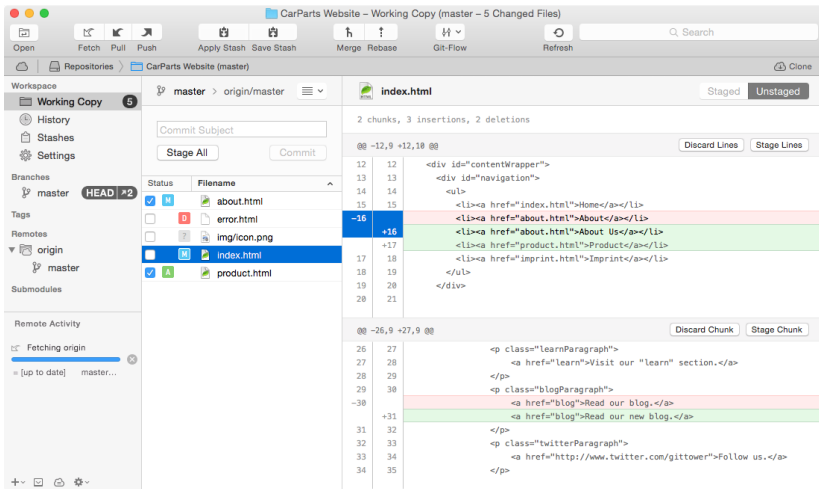 CarParts Website – Working Copy (master – 5 Changed Files)
Open Fetch Pull Push Apply Stash Save Stash Merge Rebase Git-Flow Refresh Search
Repositories CarParts Website (master) Clone
Workspace
Working Copy 5
History
Stashes
Settings
Branches
master HEAD ↗2
Tags
Remotes
origin
master
Submodules
Remote Activity
Fetching origin
= [up to date] master...
master > origin/master
Commit Subject
Stage All Commit
Status Filename
M about.html
D error.html
? img/icon.png
M index.html
A product.html
index.html Staged Unstaged
2 chunks, 3 insertions, 2 deletions
@@ -12,9 +12,10 @@ Discard Lines Stage Lines
12 12 <div id="contentWrapper">
13 13 <div id="navigation">
14 14 <ul>
15 15 <li><a href="index.html">Home</a></li>
−16 <li><a href="about.html">About</a></li>
+16 <li><a href="about.html">About Us</a></li>
+17 <li><a href="product.html">Product</a></li>
17 18 <li><a href="imprint.html">Imprint</a></li>
18 19 </ul>
19 20 </div>
20 21
@@ -26,9 +27,9 @@ Discard Chunk Stage Chunk
26 27 <p class="learnParagraph">
27 28 <a href="learn">Visit our "learn" section.</a>
28 29 </p>
29 30 <p class="blogParagraph">
−30 <a href="blog">Read our blog.</a>
+31 <a href="blog">Read our new blog.</a>
31 32 </p>
32 33 <p class="twitterParagraph">
33 34 <a href="http://www.twitter.com/gittower">Follow us.</a>
34 35 </p>